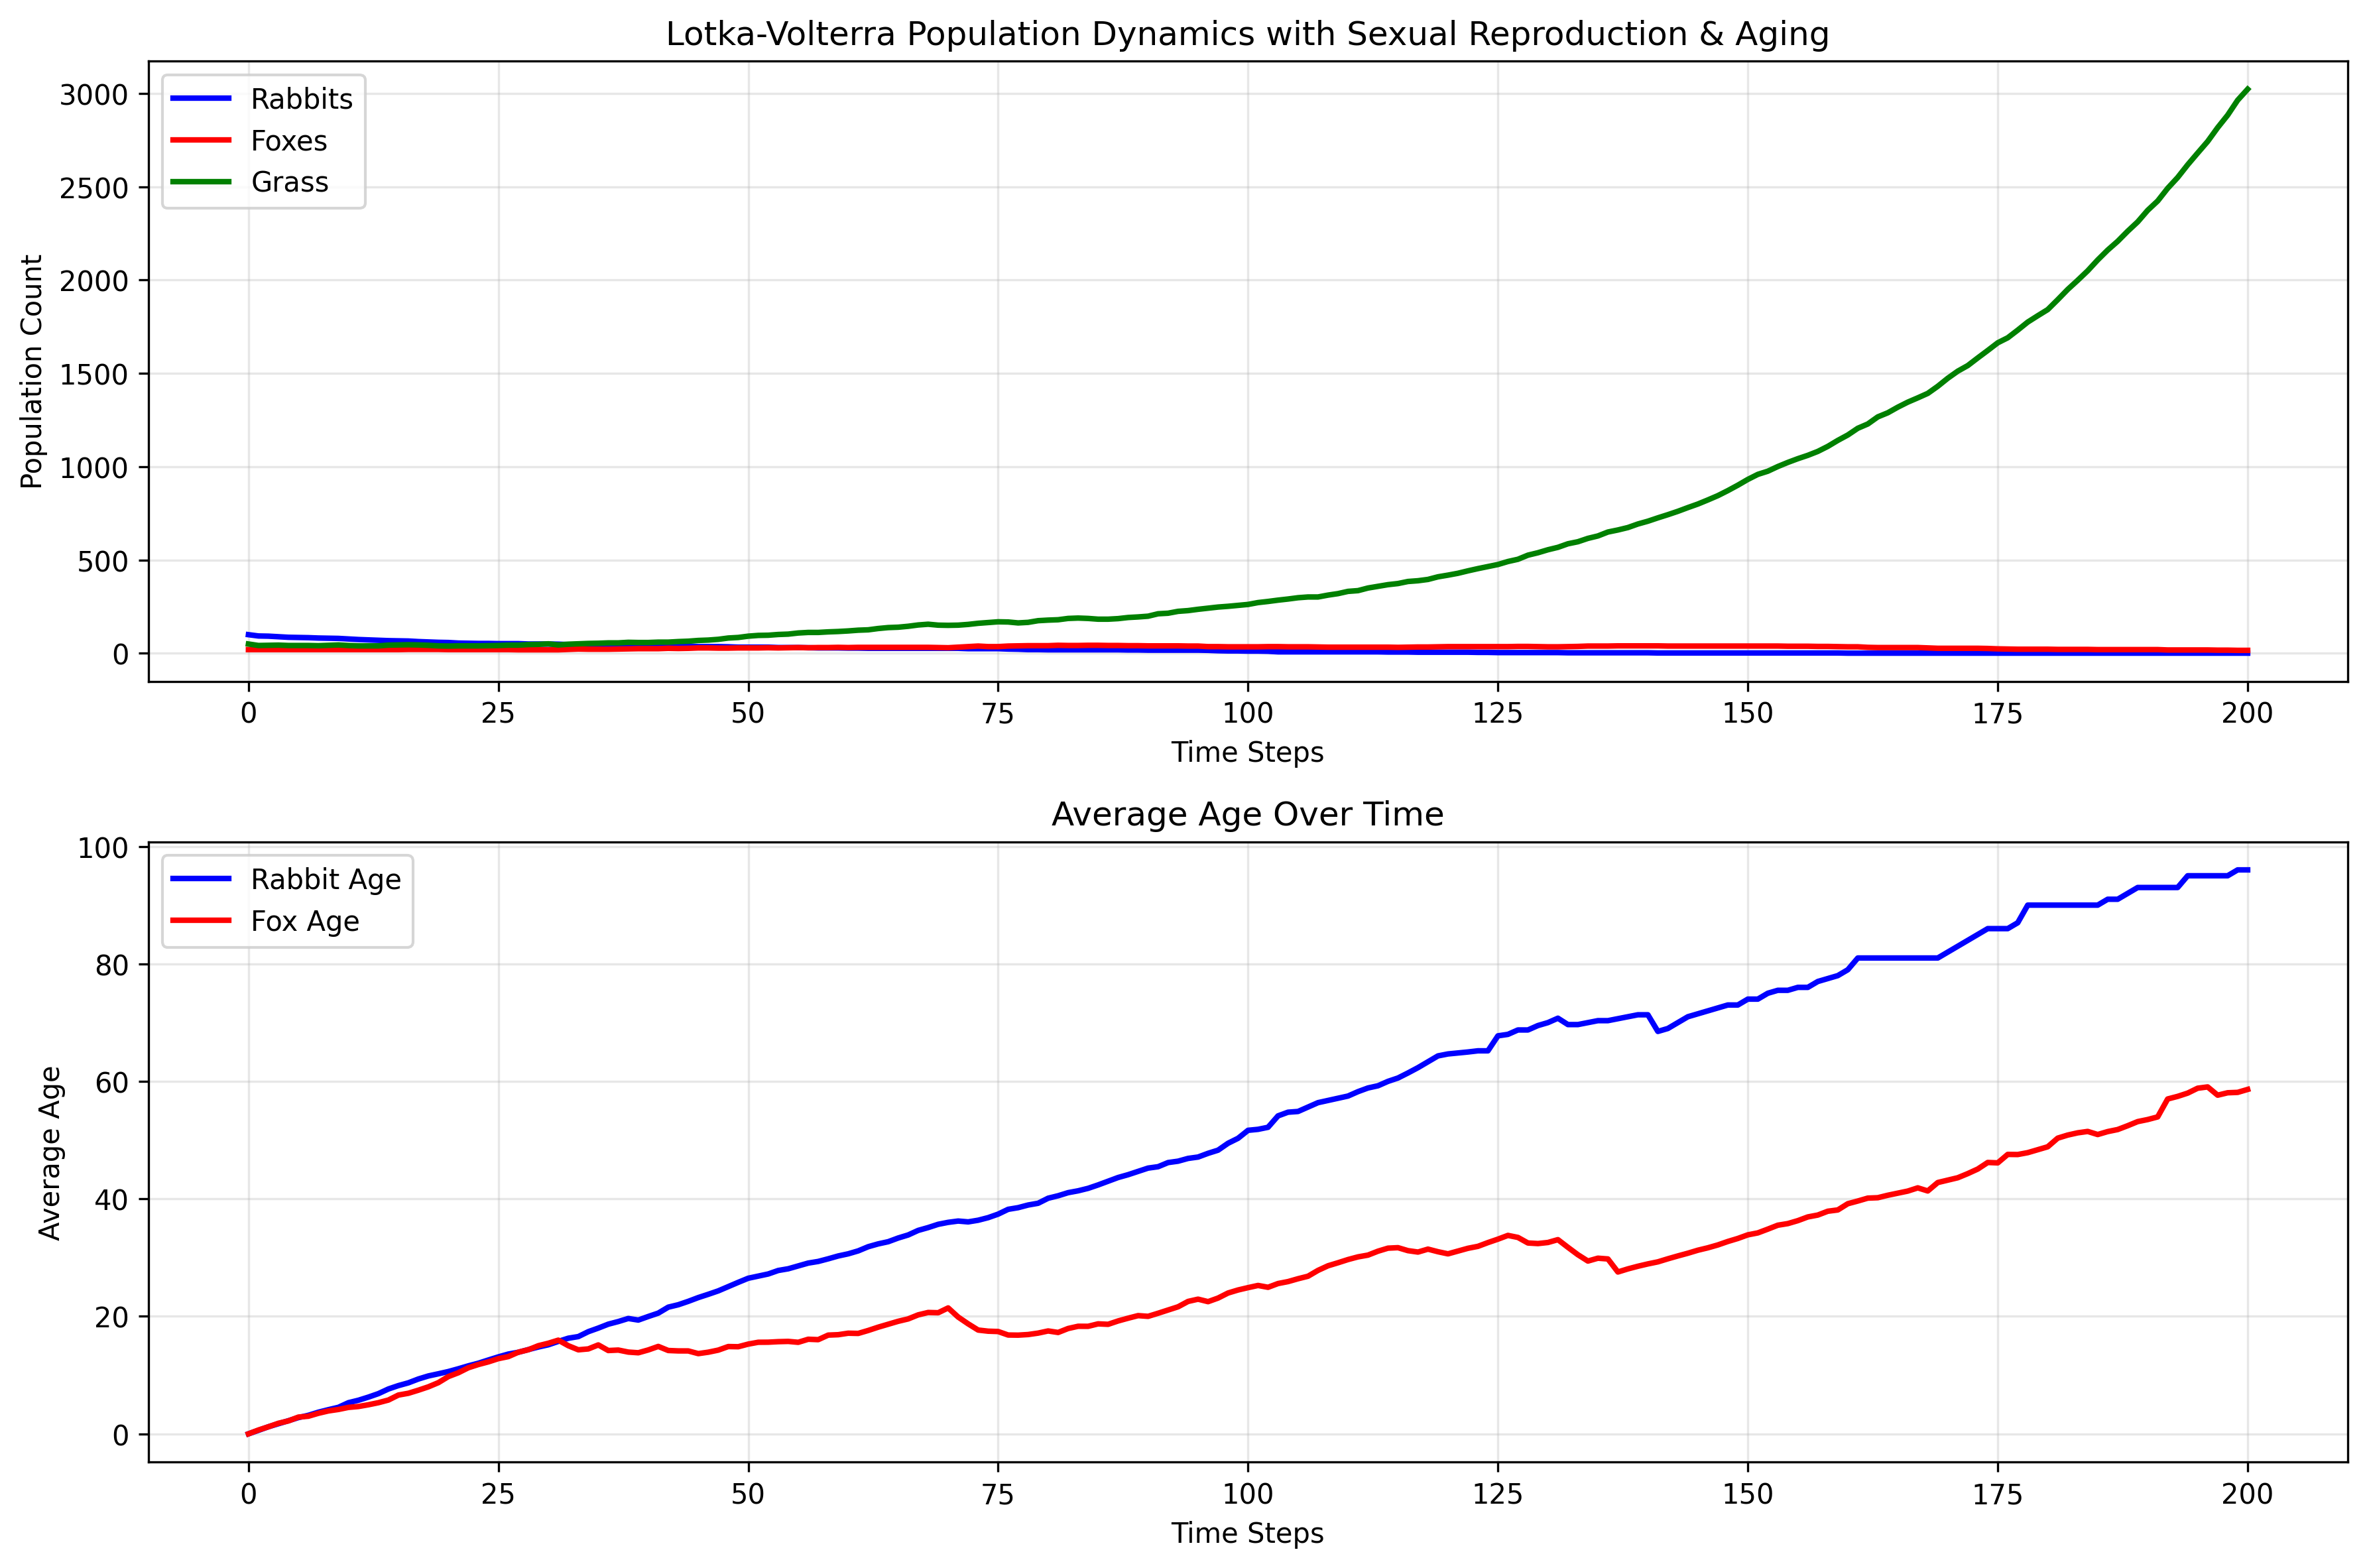 Lotka-Volterra Population Dynamics with Sexual Reproduction & Aging
Population Count
3000
2500
2000
1500
1000
500
0
Rabbits
Foxes
Grass
0 25 50 75 100 125 150 175 200
Time Steps
Average Age Over Time
Average Age
100
80
60
40
20
0
Rabbit Age
Fox Age
0 25 50 75 100 125 150 175 200
Time Steps